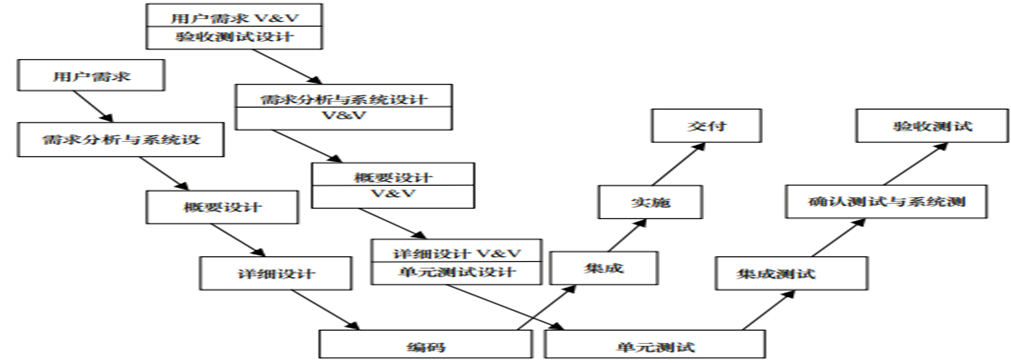 用户需求 V&V
验收测试设计
用户需求
需求分析与系统设计
V&V
交付
验收测试
需求分析与系统设
概要设计
V&V
实施
确认测试与系统测
概要设计
详细设计 V&V
单元测试设计
集成
集成测试
详细设计
编码
单元测试